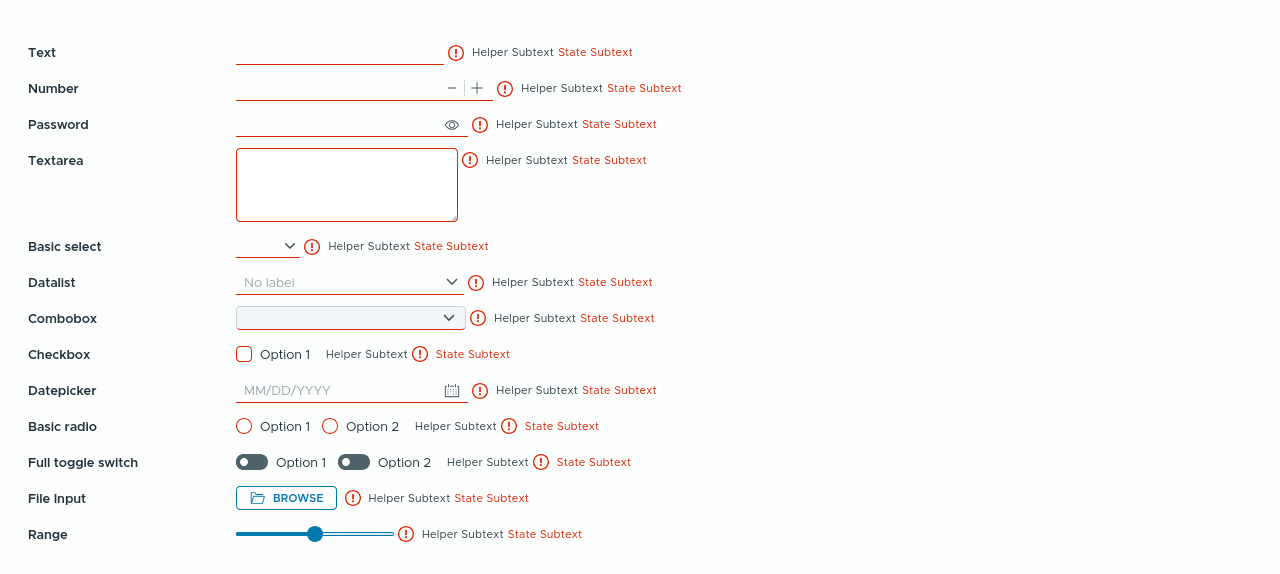 Text Helper Subtext State Subtext
Number Helper Subtext State Subtext
Password Helper Subtext State Subtext
Textarea Helper Subtext State Subtext
Basic select Helper Subtext State Subtext
Datalist No label Helper Subtext State Subtext
Combobox Helper Subtext State Subtext
Checkbox Option 1 Helper Subtext State Subtext
Datepicker MM/DD/YYYY Helper Subtext State Subtext
Basic radio Option 1 Option 2 Helper Subtext State Subtext
Full toggle switch Option 1 Option 2 Helper Subtext State Subtext
File Input BROWSE Helper Subtext State Subtext
Range Helper Subtext State Subtext